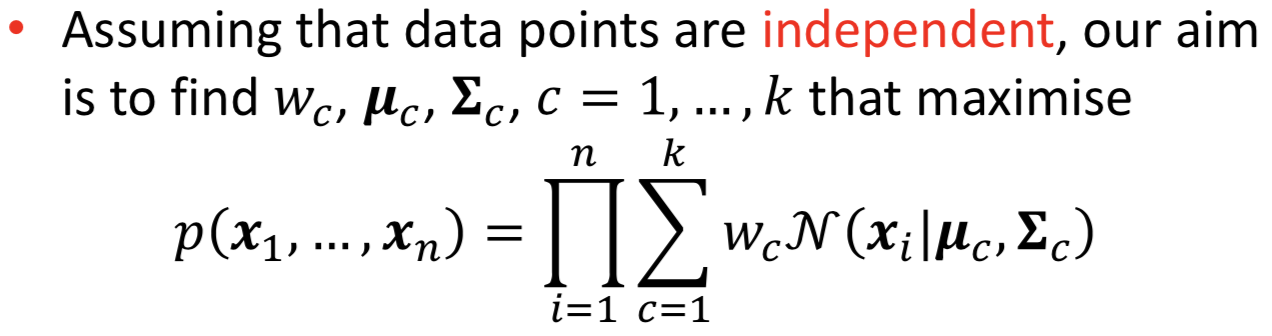 • Assuming that data points are independent, our aim
is to find w_c, μ_c, Σ_c, c = 1, … , k that maximise
p(x_1, … , x_n) = ∏_{i=1}^{n} ∑_{c=1}^{k} w_c 𝒩(x_i|μ_c, Σ_c)